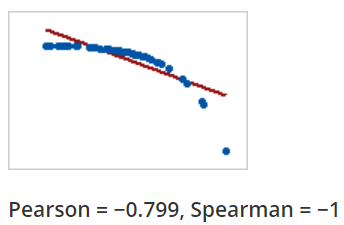 Pearson = −0.799, Spearman = −1